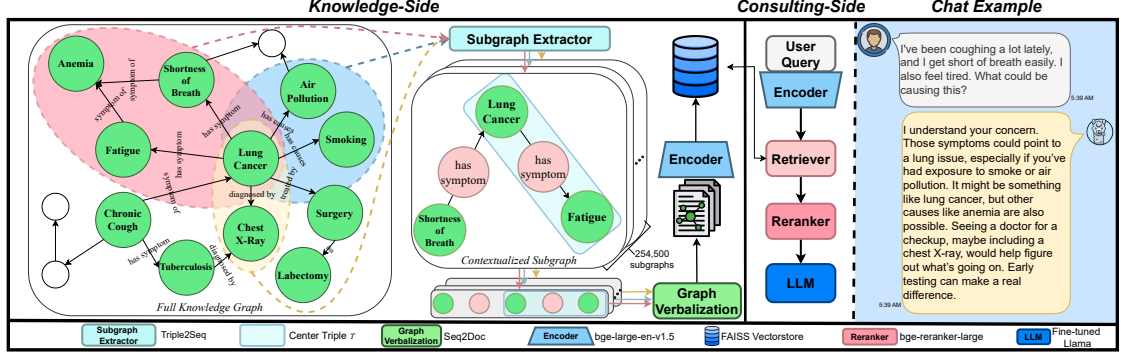 Knowledge-Side
Consulting-Side
Chat Example
Anemia
Shortness
of Breath
Air
Pollution
Smoking
Fatigue
Lung
Cancer
Chronic
Cough
Chest
X-Ray
Surgery
Tuberculosis
Labectomy
symptom of
symptom of
has symptom
has causes
has causes
has symptom
treated by
diagnosed by
symptom of
has symptom
diagnosed by
Full Knowledge Graph
Subgraph Extractor
Lung
Cancer
has
symptom
has
symptom
Shortness
of Breath
Fatigue
Contextualized Subgraph
254,500
subgraphs
Encoder
Graph
Verbalization
User
Query
Encoder
Retriever
Reranker
LLM
I've been coughing a lot lately,
and I get short of breath easily. I
also feel tired. What could be
causing this?
5:39 AM
I understand your concern.
Those symptoms could point to
a lung issue, especially if you've
had exposure to smoke or air
pollution. It might be something
like lung cancer, but other
causes like anemia are also
possible. Seeing a doctor for a
checkup, maybe including a
chest X-ray, would help figure
out what's going on. Early
testing can make a real
difference.
5:39 AM
Subgraph
Extractor
Triple2Seq
Center Triple T
Graph
Verbalization
Seq2Doc
Encoder
bge-large-en-v1.5
FAISS Vectorstore
Reranker
bge-reranker-large
LLM
Fine-tuned
Llama